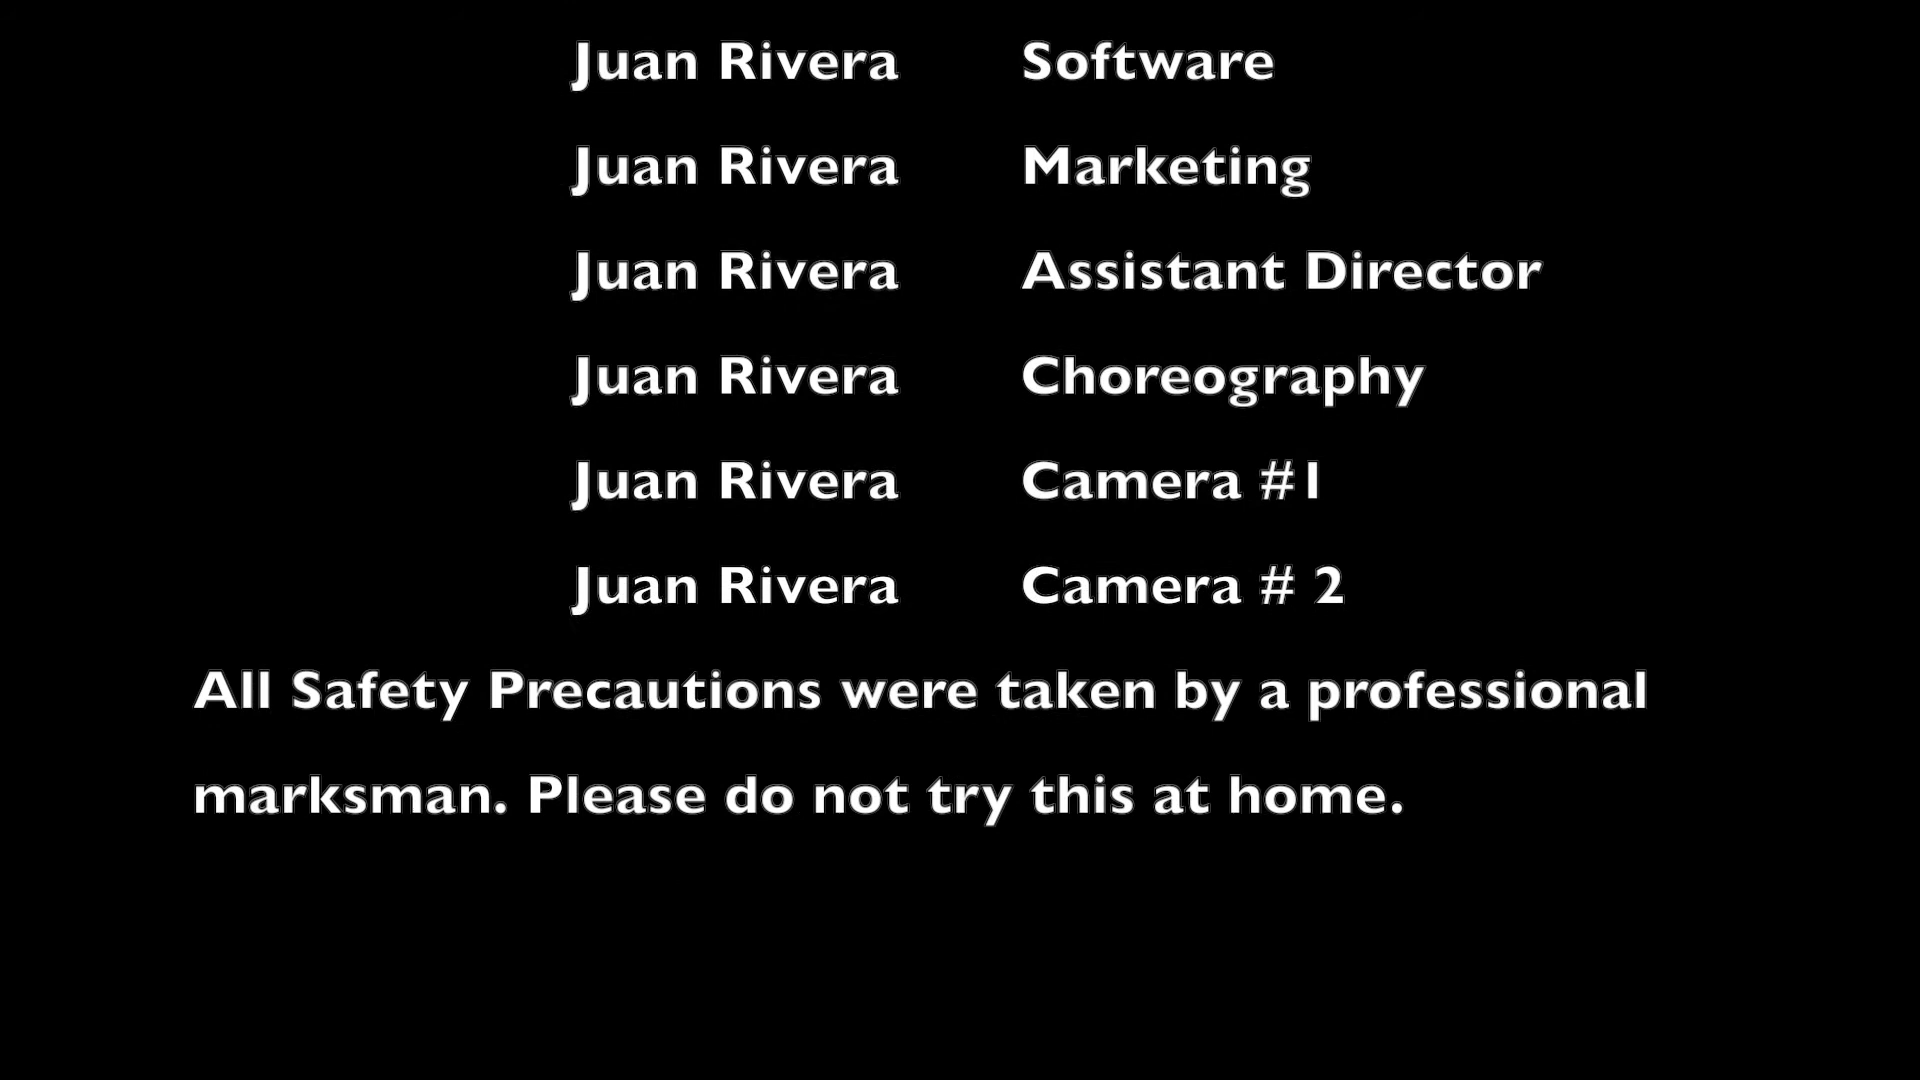 Juan Rivera Software
Juan Rivera Marketing
Juan Rivera Assistant Director
Juan Rivera Choreography
Juan Rivera Camera #1
Juan Rivera Camera # 2
All Safety Precautions were taken by a professional
marksman. Please do not try this at home.